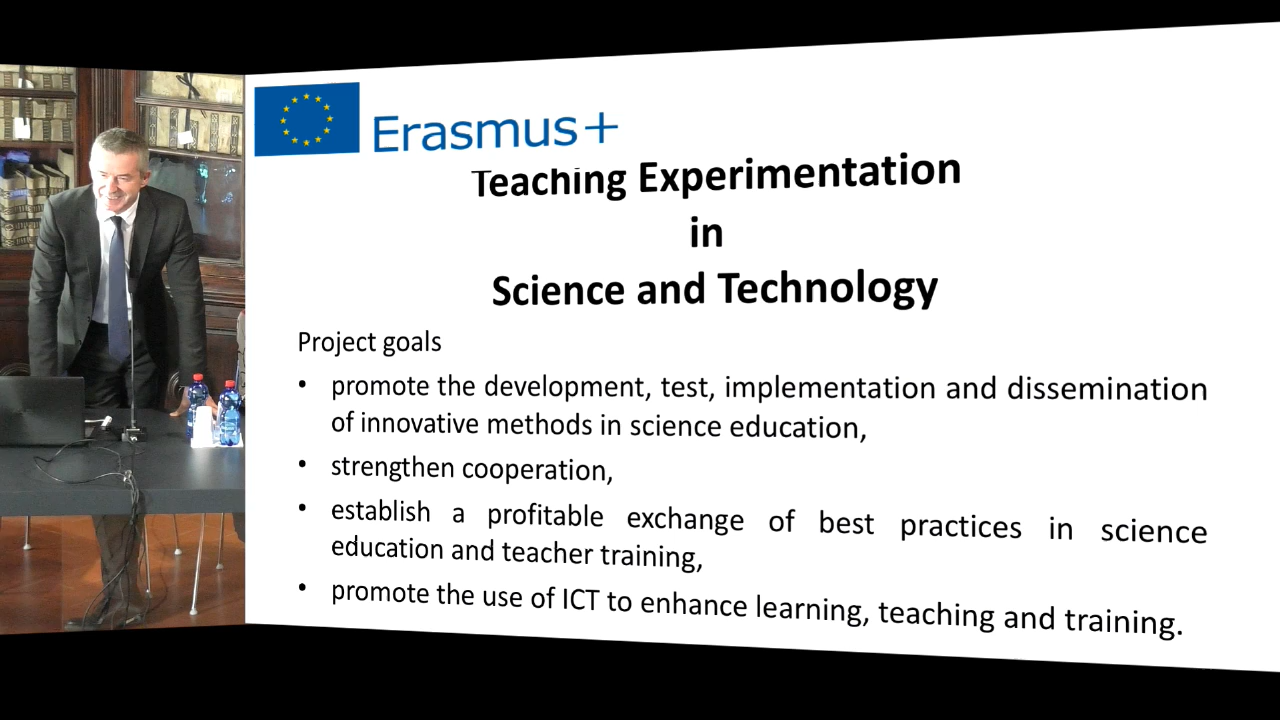 Erasmus+
Teaching Experimentation
in
Science and Technology
Project goals
• promote the development, test, implementation and dissemination
of innovative methods in science education,
• strengthen cooperation,
• establish a profitable exchange of best practices in science
education and teacher training,
• promote the use of ICT to enhance learning, teaching and training.